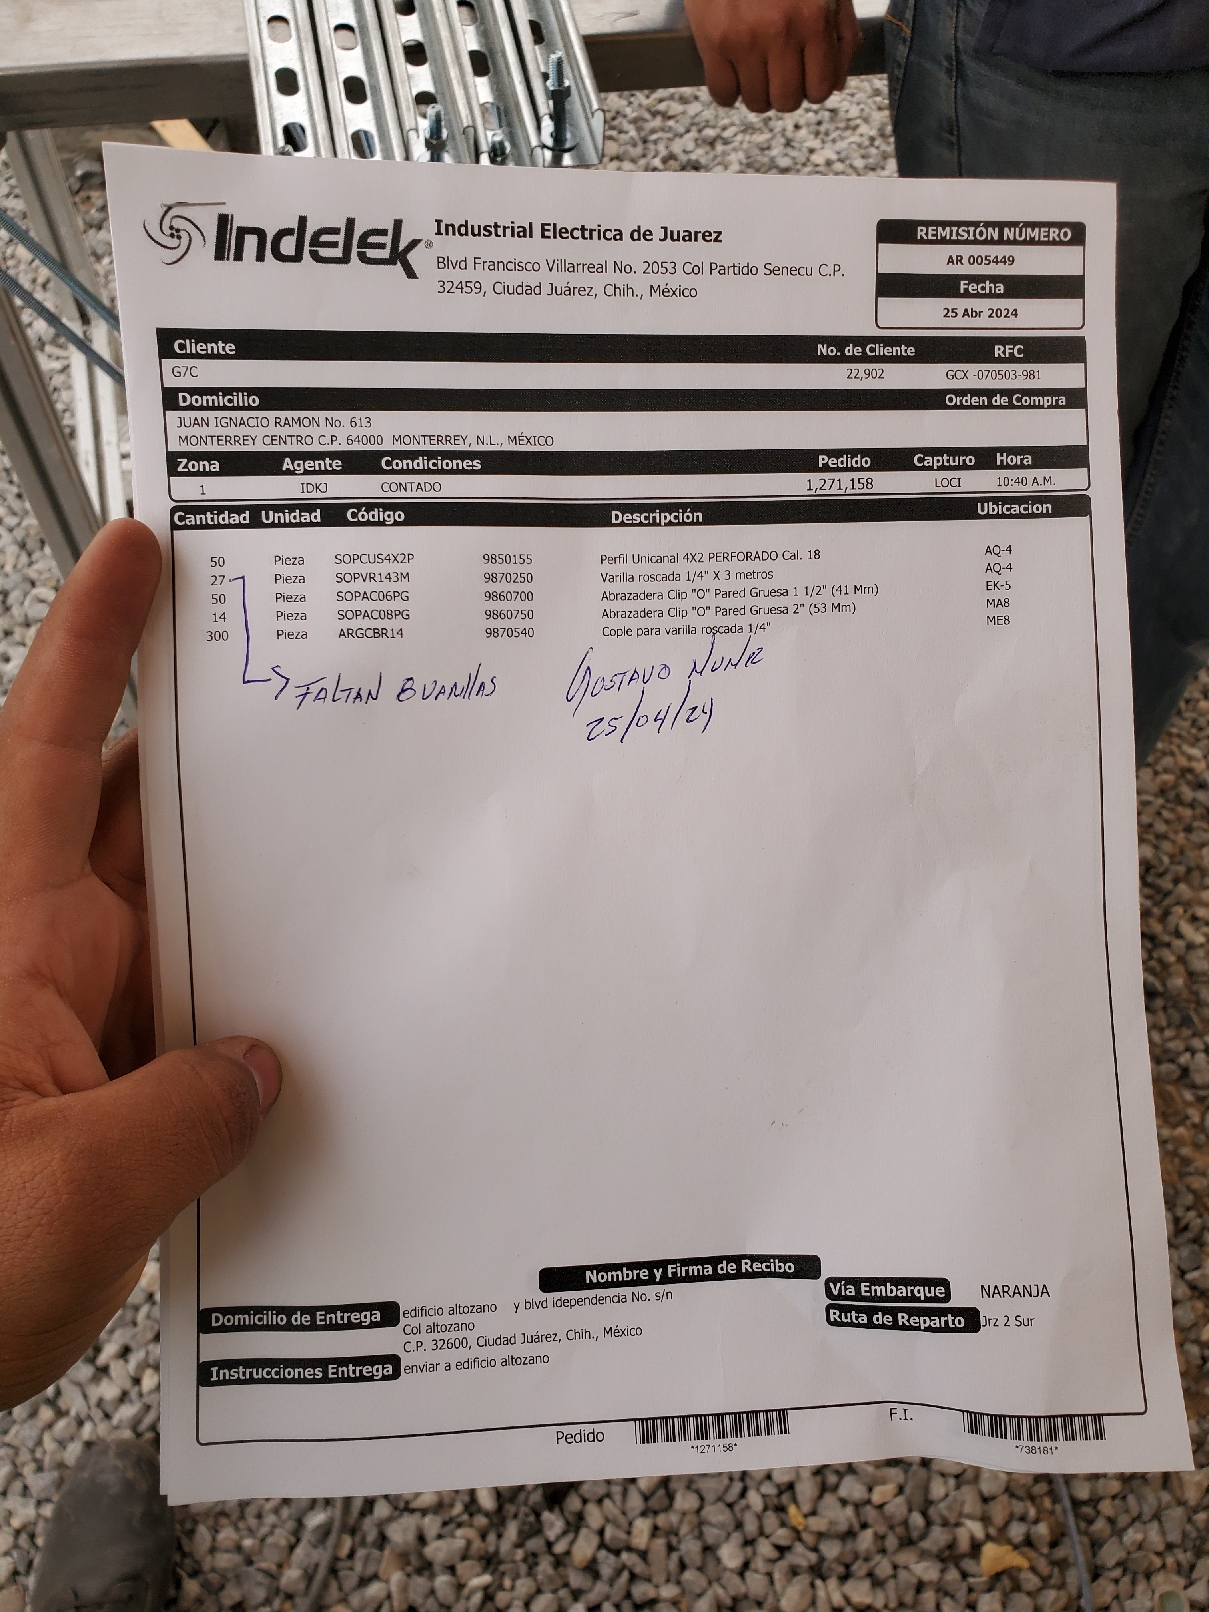 Indelek®
Industrial Electrica de Juarez
Blvd Francisco Villarreal No. 2053 Col Partido Senecu C.P.
32459, Ciudad Juárez, Chih., México
REMISIÓN NÚMERO
AR 005449
Fecha
25 Abr 2024
Cliente No. de Cliente RFC
G7C 22,902 GCX -070503-981
Domicilio Orden de Compra
JUAN IGNACIO RAMON No. 613
MONTERREY CENTRO C.P. 64000 MONTERREY, N.L., MÉXICO
Zona Agente Condiciones Pedido Capturo Hora
1 IDKJ CONTADO 1,271,158 LOCI 10:40 A.M.
Cantidad Unidad Código Descripción Ubicacion
50 Pieza SOPCUS4X2P 9850155 Perfil Unicanal 4X2 PERFORADO Cal. 18 AQ-4
27 Pieza SOPVR143M 9870250 Varilla roscada 1/4" X 3 metros AQ-4
50 Pieza SOPAC06PG 9860700 Abrazadera Clip "O" Pared Gruesa 1 1/2" (41 Mm) EK-5
14 Pieza SOPAC08PG 9860750 Abrazadera Clip "O" Pared Gruesa 2" (53 Mm) MA8
300 Pieza ARGCBR14 9870540 Cople para varilla roscada 1/4" ME8
FALTAN 8 VARILLAS
GUSTAVO NUÑEZ
25/04/24
Nombre y Firma de Recibo
Domicilio de Entrega edificio altozano y blvd idependencia No. s/n
Col altozano
C.P. 32600, Ciudad Juárez, Chih., México
Instrucciones Entrega enviar a edificio altozano
Vía Embarque NARANJA
Ruta de Reparto Jrz 2 Sur
Pedido
*1271158*
F.I.
*738161*